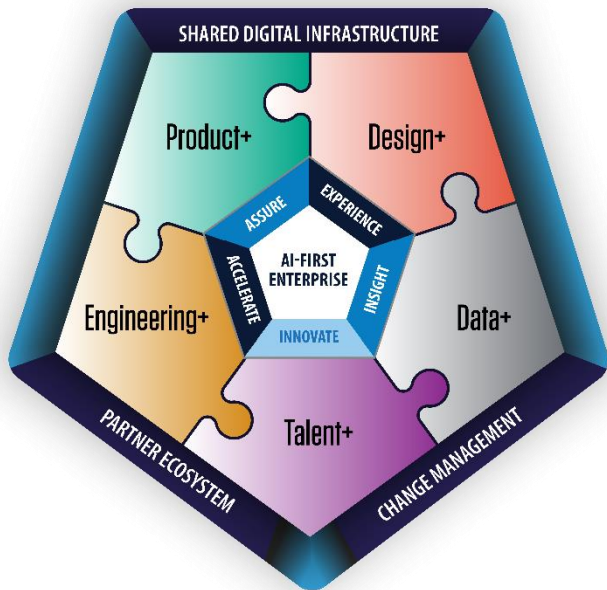 SHARED DIGITAL INFRASTRUCTURE
Product+
Design+
ASSURE
EXPERIENCE
AI-FIRST
ENTERPRISE
ACCELERATE
INSIGHT
INNOVATE
Engineering+
Data+
Talent+
PARTNER ECOSYSTEM
CHANGE MANAGEMENT